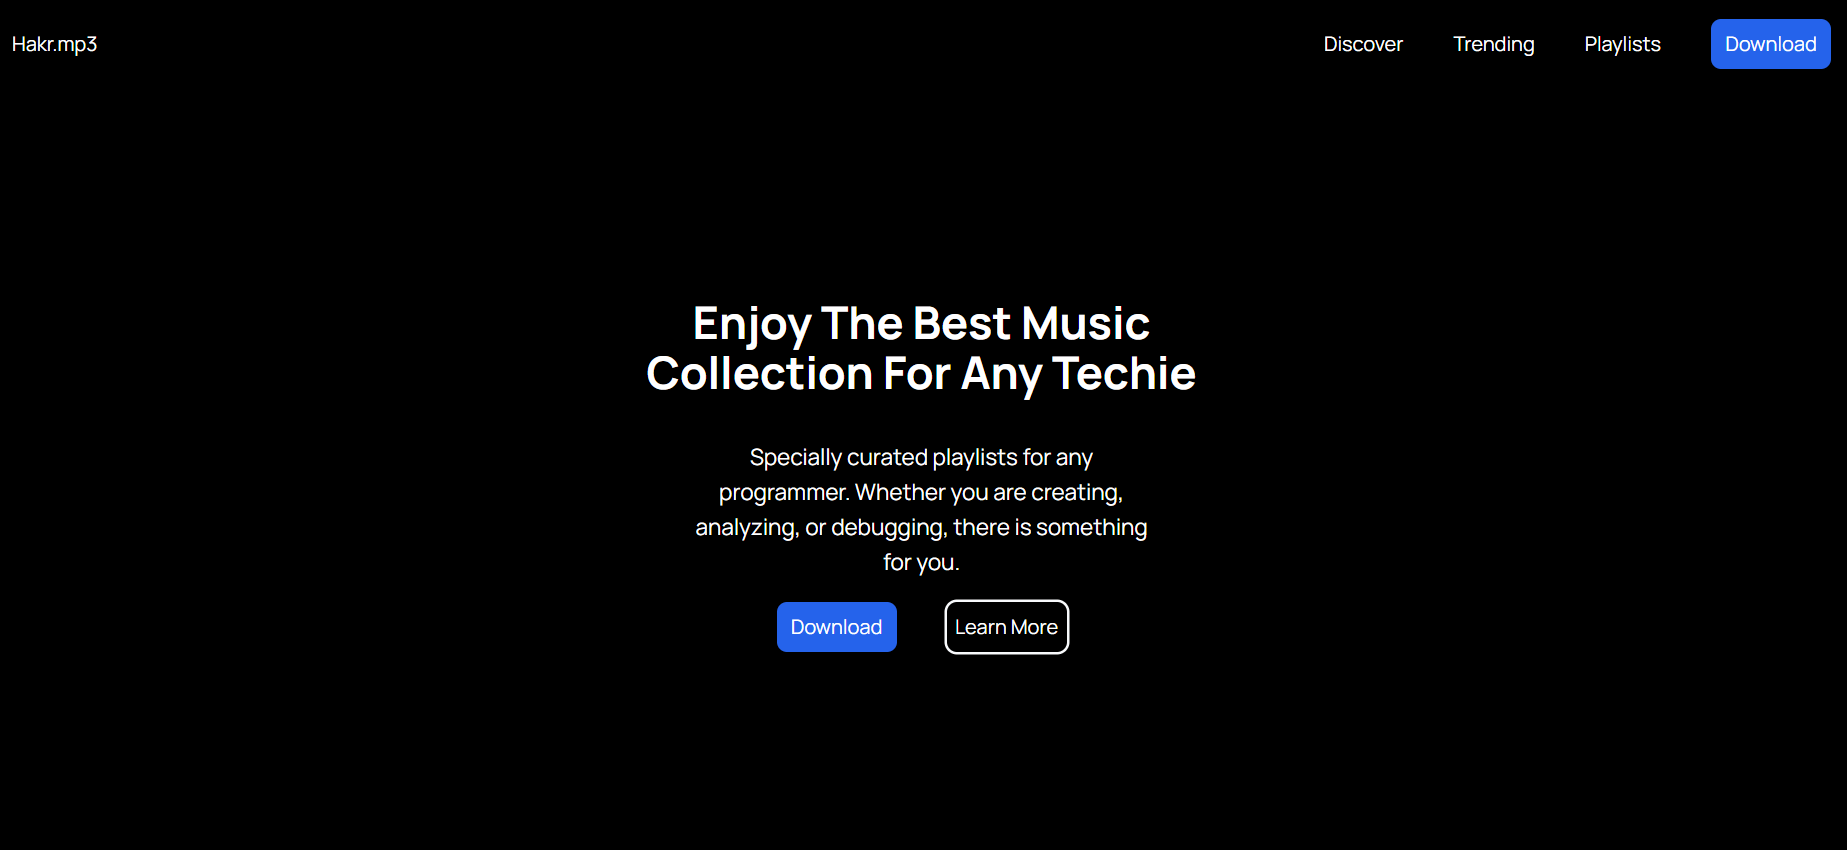 Hakr.mp3
Discover
Trending
Playlists
Download
Enjoy The Best Music
Collection For Any Techie
Specially curated playlists for any
programmer. Whether you are creating,
analyzing, or debugging, there is something
for you.
Download
Learn More